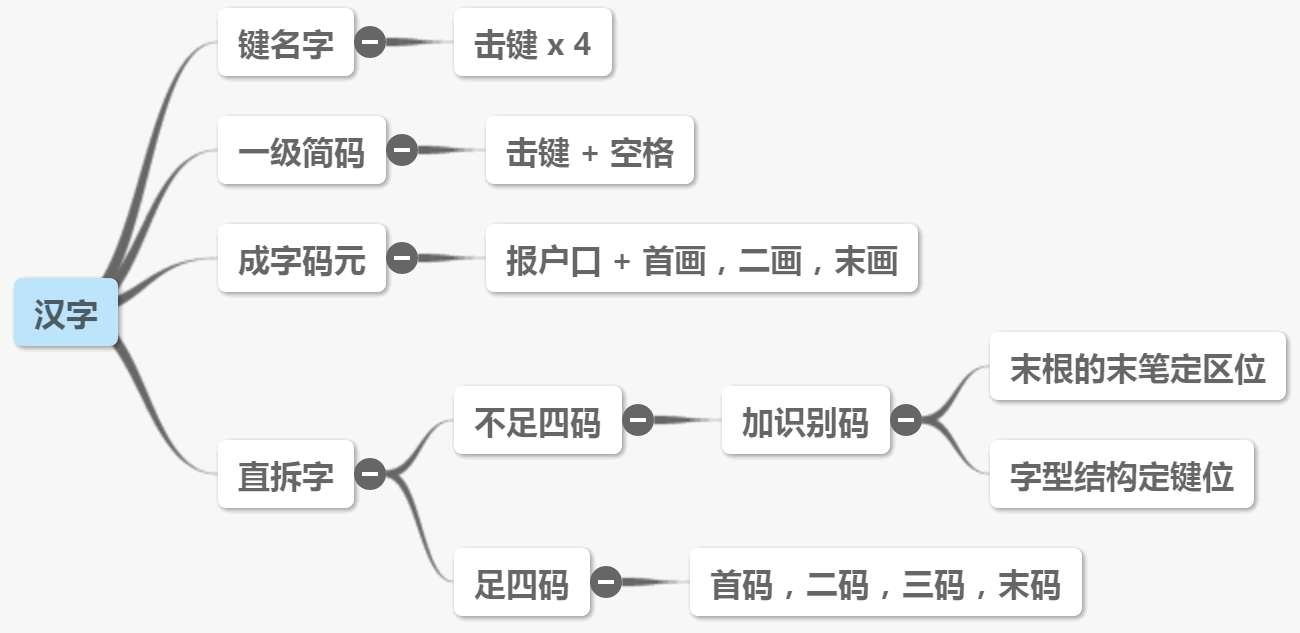 键名字
击键 x 4
一级简码
击键 + 空格
成字码元
报户口 + 首画，二画，末画
汉字
直拆字
不足四码
加识别码
末根的末笔定区位
字型结构定键位
足四码
首码，二码，三码，末码